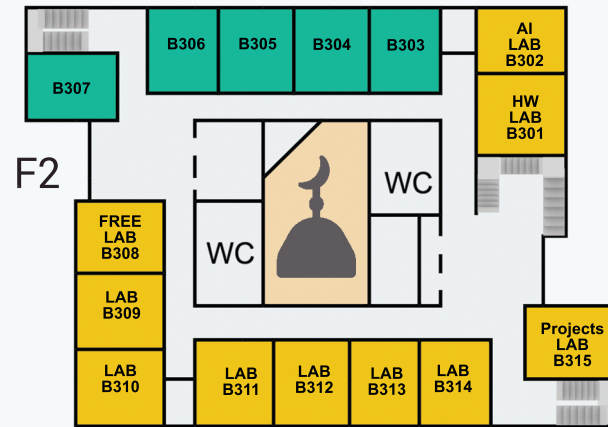 B306
B305
B304
B303
AI
LAB
B302
B307
HW
LAB
B301
F2
WC
WC
FREE
LAB
B308
LAB
B309
LAB
B310
LAB
B311
LAB
B312
LAB
B313
LAB
B314
Projects
LAB
B315